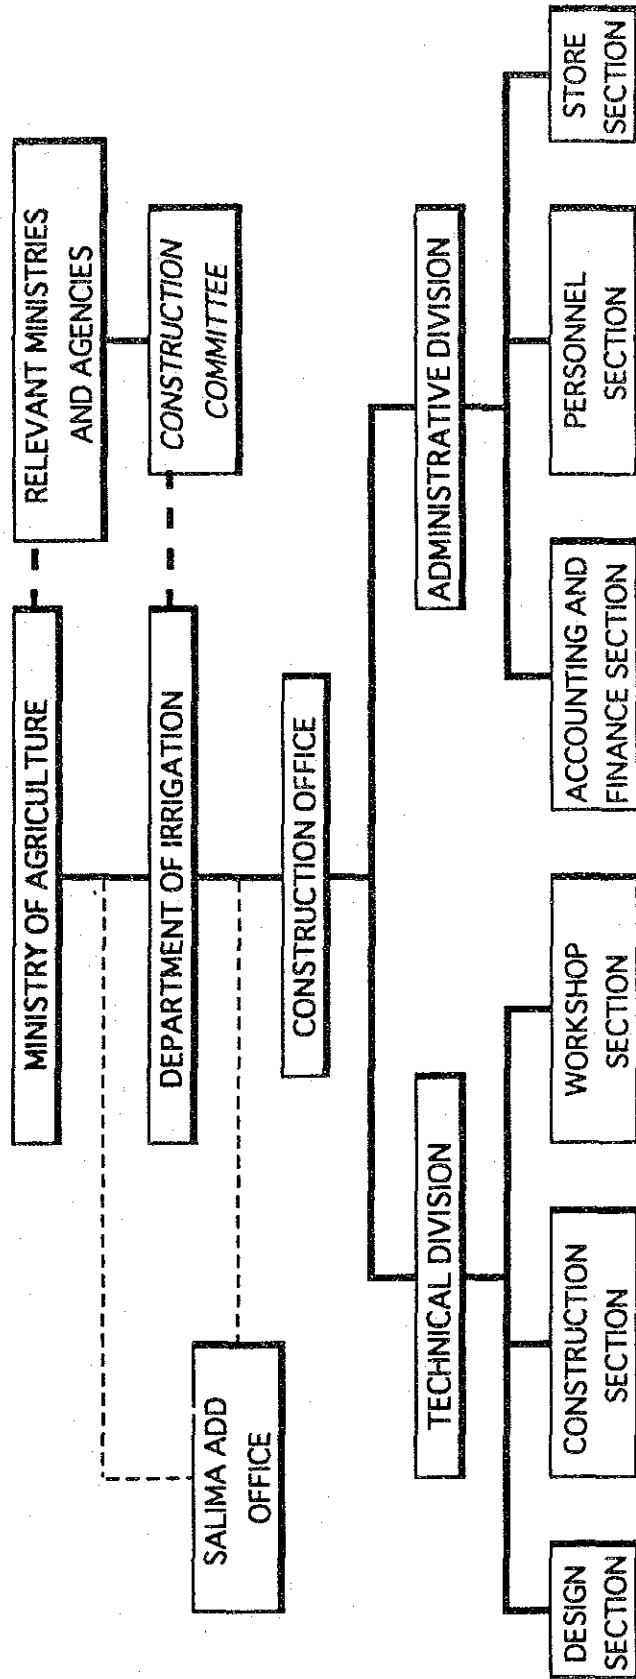 MINISTRY OF AGRICULTURE
RELEVANT MINISTRIES
AND AGENCIES
DEPARTMENT OF IRRIGATION
CONSTRUCTION
COMMITTEE
SALIMA ADD
OFFICE
CONSTRUCTION OFFICE
TECHNICAL DIVISION
ADMINISTRATIVE DIVISION
DESIGN
SECTION
CONSTRUCTION
SECTION
WORKSHOP
SECTION
ACCOUNTING AND
FINANCE SECTION
PERSONNEL
SECTION
STORE
SECTION